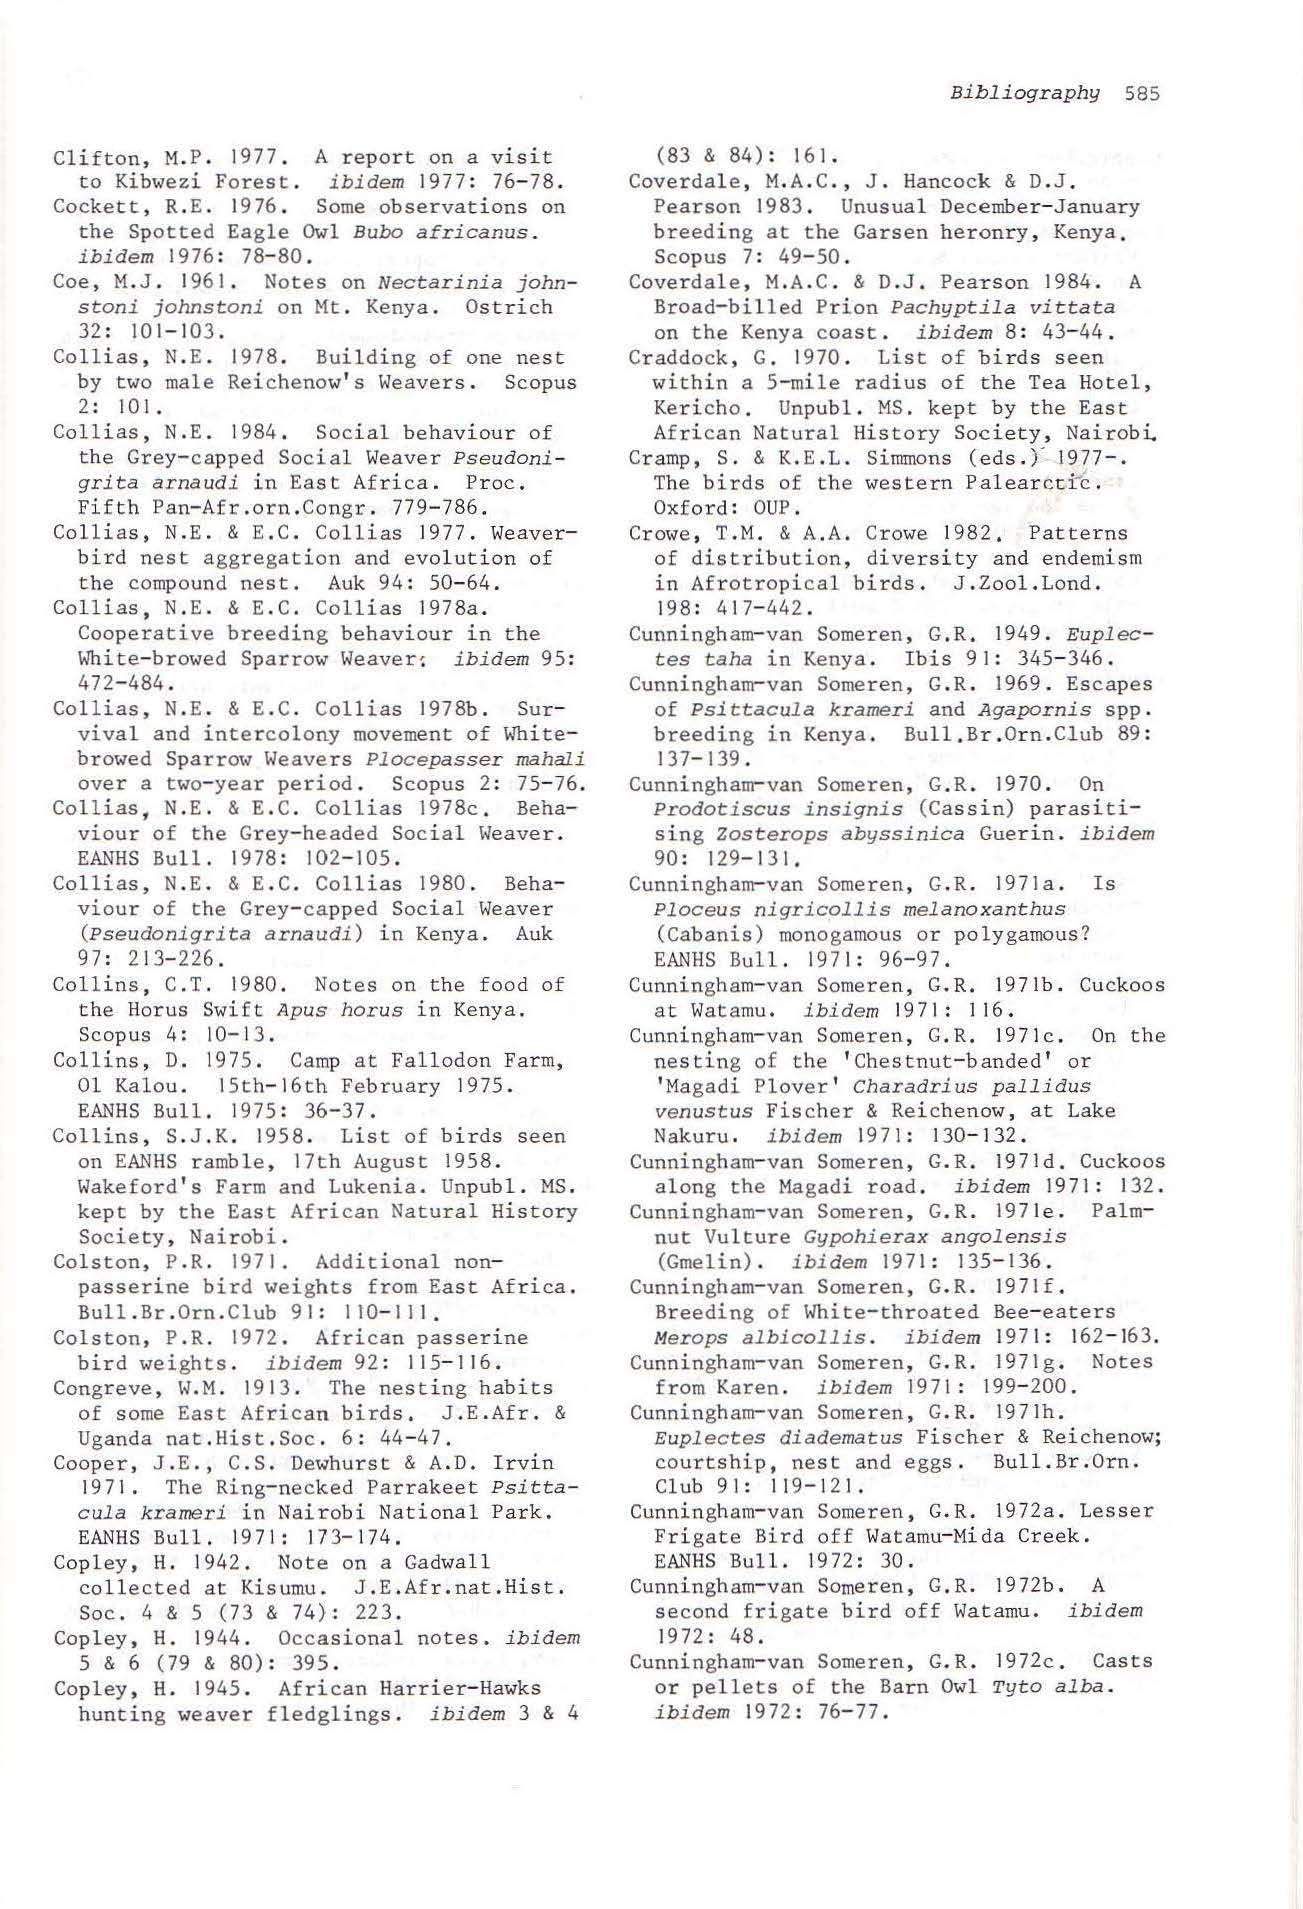 Bibliography 585
Clifton, M.P. 1977. A report on a visit
to Kibwezi Forest. ibidem 1977: 76-78.
Cockett, R.E. 1976. Some observations on
the Spotted Eagle Owl Bubo africanus.
ibidem 1976: 78-80.
Coe, M.J. 1961. Notes on Nectarinia john-
stoni johnstoni on Mt. Kenya. Ostrich
32: 101-103.
Collias, N.E. 1978. Building of one nest
by two male Reichenow's Weavers. Scopus
2: 101.
Collias, N.E. 1984. Social behaviour of
the Grey-capped Social Weaver Pseudoni-
grita arnaudi in East Africa. Proc.
Fifth Pan-Afr.orn.Congr. 779-786.
Collias, N.E. & E.C. Collias 1977. Weaver-
bird nest aggregation and evolution of
the compound nest. Auk 94: 50-64.
Collias, N.E. & E.C. Collias 1978a.
Cooperative breeding behaviour in the
White-browed Sparrow Weaver; ibidem 95:
472-484.
Collias, N.E. & E.C. Collias 1978b. Sur-
vival and intercolony movement of White-
browed Sparrow Weavers Plocepasser mahali
over a two-year period. Scopus 2: 75-76.
Collias, N.E. & E.C. Collias 1978c. Beha-
viour of the Grey-headed Social Weaver.
EANHS Bull. 1978: 102-105.
Collias, N.E. & E.C. Collias 1980. Beha-
viour of the Grey-capped Social Weaver
(Pseudonigrita arnaudi) in Kenya. Auk
97: 213-226.
Collins, C.T. 1980. Notes on the food of
the Horus Swift Apus horus in Kenya.
Scopus 4: 10-13.
Collins, D. 1975. Camp at Fallodon Farm,
Ol Kalou. 15th-16th February 1975.
EANHS Bull. 1975: 36-37.
Collins, S.J.K. 1958. List of birds seen
on EANHS ramble, 17th August 1958.
Wakeford's Farm and Lukenia. Unpubl. MS.
kept by the East African Natural History
Society, Nairobi.
Colston, P.R. 1971. Additional non-
passerine bird weights from East Africa.
Bull.Br.Orn.Club 91: 110-111.
Colston, P.R. 1972. African passerine
bird weights. ibidem 92: 115-116.
Congreve, W.M. 1913. The nesting habits
of some East African birds. J.E.Afr. &
Uganda nat.Hist.Soc. 6: 44-47.
Cooper, J.E., C.S. Dewhurst & A.D. Irvin
1971. The Ring-necked Parrakeet Psitta-
cula krameri in Nairobi National Park.
EANHS Bull. 1971: 173-174.
Copley, H. 1942. Note on a Gadwall
collected at Kisumu. J.E.Afr.nat.Hist.
Soc. 4 & 5 (73 & 74): 223.
Copley, H. 1944. Occasional notes. ibidem
5 & 6 (79 & 80): 395.
Copley, H. 1945. African Harrier-Hawks
hunting weaver fledglings. ibidem 3 & 4
(83 & 84): 161.
Coverdale, M.A.C., J. Hancock & D.J.
Pearson 1983. Unusual December-January
breeding at the Garsen heronry, Kenya.
Scopus 7: 49-50.
Coverdale, M.A.C. & D.J. Pearson 1984. A
Broad-billed Prion Pachyptila vittata
on the Kenya coast. ibidem 8: 43-44.
Craddock, G. 1970. List of birds seen
within a 5-mile radius of the Tea Hotel,
Kericho. Unpubl. MS. kept by the East
African Natural History Society, Nairobi.
Cramp, S. & K.E.L. Simmons (eds.) 1977-.
The birds of the western Palearctic.
Oxford: OUP.
Crowe, T.M. & A.A. Crowe 1982. Patterns
of distribution, diversity and endemism
in Afrotropical birds. J.Zool.Lond.
198: 417-442.
Cunningham-van Someren, G.R. 1949. Euplec-
tes taha in Kenya. Ibis 91: 345-346.
Cunningham-van Someren, G.R. 1969. Escapes
of Psittacula krameri and Agapornis spp.
breeding in Kenya. Bull.Br.Orn.Club 89:
137-139.
Cunningham-van Someren, G.R. 1970. On
Prodotiscus insignis (Cassin) parasiti-
sing Zosterops abyssinica Guerin. ibidem
90: 129-131.
Cunningham-van Someren, G.R. 1971a. Is
Ploceus nigricollis melanoxanthus
(Cabanis) monogamous or polygamous?
EANHS Bull. 1971: 96-97.
Cunningham-van Someren, G.R. 1971b. Cuckoos
at Watamu. ibidem 1971: 116.
Cunningham-van Someren, G.R. 1971c. On the
nesting of the 'Chestnut-banded' or
'Magadi Plover' Charadrius pallidus
venustus Fischer & Reichenow, at Lake
Nakuru. ibidem 1971: 130-132.
Cunningham-van Someren, G.R. 1971d. Cuckoos
along the Magadi road. ibidem 1971: 132.
Cunningham-van Someren, G.R. 1971e. Palm-
nut Vulture Gypohierax angolensis
(Gmelin). ibidem 1971: 135-136.
Cunningham-van Someren, G.R. 1971f.
Breeding of White-throated Bee-eaters
Merops albicollis. ibidem 1971: 162-163.
Cunningham-van Someren, G.R. 1971g. Notes
from Karen. ibidem 1971: 199-200.
Cunningham-van Someren, G.R. 1971h.
Euplectes diadematus Fischer & Reichenow;
courtship, nest and eggs. Bull.Br.Orn.
Club 91: 119-121.
Cunningham-van Someren, G.R. 1972a. Lesser
Frigate Bird off Watamu-Mida Creek.
EANHS Bull. 1972: 30.
Cunningham-van Someren, G.R. 1972b. A
second frigate bird off Watamu. ibidem
1972: 48.
Cunningham-van Someren, G.R. 1972c. Casts
or pellets of the Barn Owl Tyto alba.
ibidem 1972: 76-77.